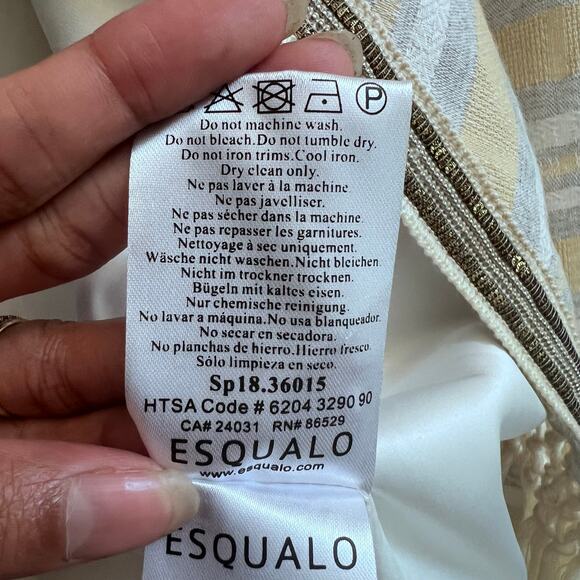 P
Do not machine wash.
Do not bleach.Do not tumble dry.
Do not iron trims.Cool iron.
Dry clean only.
Ne pas laver à la machine.
Ne pas javelliser.
Ne pas sécher dans la machine.
Ne pas repasser les garnitures.
Nettoyage à sec uniquement.
Wäsche nicht waschen.Nicht bleichen.
Nicht im trockner trocknen.
Bügeln mit kaltes eisen.
Nur chemische reinigung.
No lavar a máquina.No usa blanqueador.
No secar en secadora.
No planchas de hierro.Hierro fresco.
Sólo limpieza en seco.
Sp18.36015
HTSA Code # 6204 3290 90
CA# 24031 RN# 86529
ESQUALO
www.esqualo.com
ESQUALO